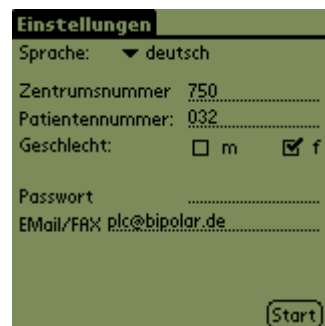 Einstellungen
Sprache: deutsch
Zentrumsnummer 750
Patientennummer: 032
Geschlecht: m f
Passwort
EMail/FAX plc@bipolar.de
Start